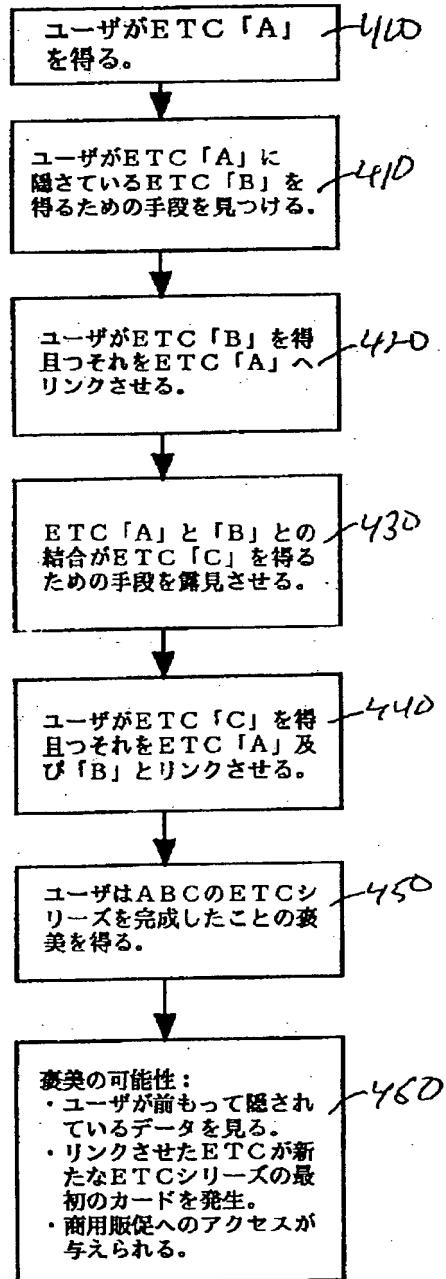 ユーザがETC「A」
を得る。
400
ユーザがETC「A」に
隠さているETC「B」を
得るための手段を見つける。
410
ユーザがETC「B」を得
且つそれをETC「A」へ
リンクさせる。
420
ETC「A」と「B」との
結合がETC「C」を得る
ための手段を露見させる。
430
ユーザがETC「C」を得
且つそれをETC「A」及
び「B」とリンクさせる。
440
ユーザはABCのETCシ
リーズを完成したことの褒
美を得る。
450
褒美の可能性:
・ユーザが前もって隠され
ているデータを見る。
・リンクさせたETCが新
たなETCシリーズの最
初のカードを発生。
・商用販促へのアクセスが
与えられる。
460